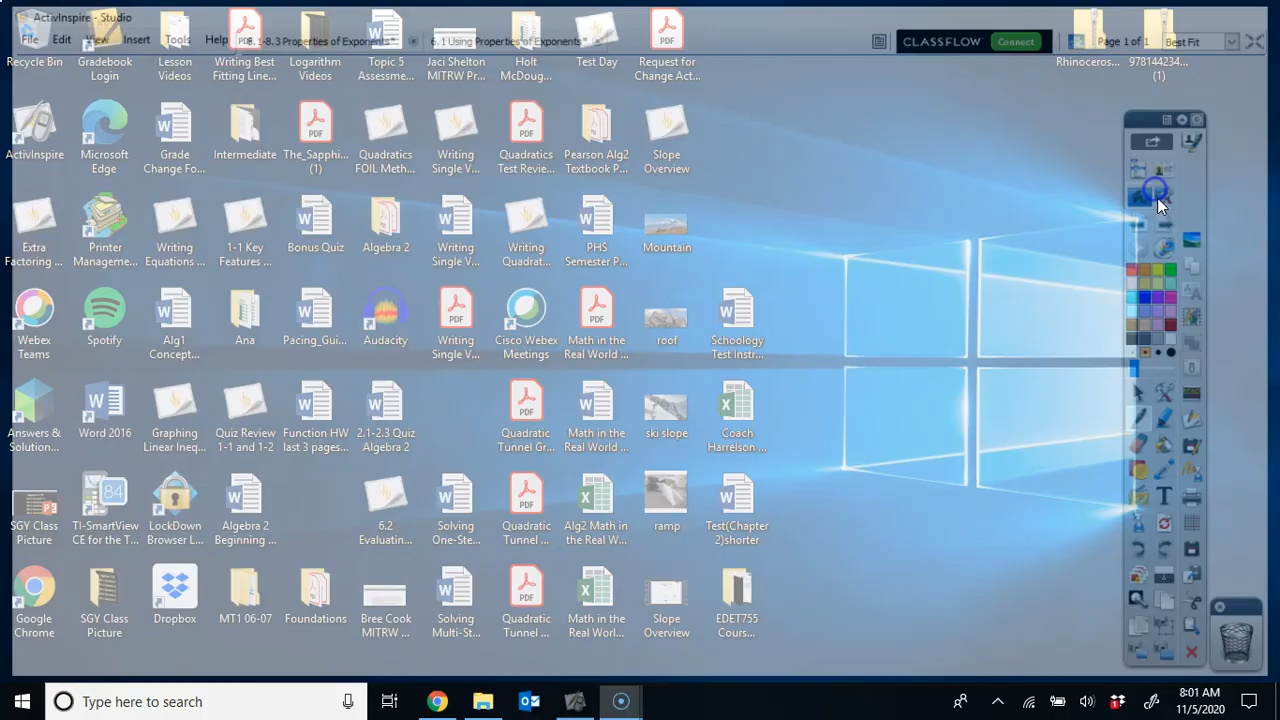 ActivInspire - Studio
File Edit View Insert Tools Help
8.1-8.3 Properties of Exponents*
6.1 Using Properties of Exponents*
CLASSFLOW Connect
Page 1 of 1
Best Fit
Recycle Bin
Gradebook Login
Lesson Videos
Writing Best Fitting Line...
Logarithm Videos
Topic 5 Assessme...
Jaci Shelton MITRW Pr...
Holt McDoug...
Test Day
Request for Change Act...
Rhinoceros...
978144234... (1)
ActivInspire
Microsoft Edge
Grade Change Fo...
Intermediate
The_Sapphi... (1)
Quadratics FOIL Meth...
Writing Single V...
Quadratics Test Revie...
Pearson Alg2 Textbook P...
Slope Overview
Extra Factoring ...
Printer Manageme...
Writing Equations ...
1-1 Key Features ...
Bonus Quiz
Algebra 2
Writing Single V...
Writing Quadrat...
PHS Semester P...
Mountain
Webex Teams
Spotify
Alg1 Concept...
Ana
Pacing_Gui...
Audacity
Writing Single V...
Cisco Webex Meetings
Math in the Real World ...
roof
Schoology Test Instr...
Answers & Solution...
Word 2016
Graphing Linear Ineq...
Quiz Review 1-1 and 1-2
Function HW last 3 pages...
2.1-2.3 Quiz Algebra 2
Quadratic Tunnel Gr...
Math in the Real World ...
ski slope
Coach Harrelson ...
SGY Class Picture
84
TI-SmartView CE for the T...
LockDown Browser L...
Algebra 2 Beginning ...
6.2 Evaluatin...
Solving One-Ste...
Quadratic Tunnel ...
Alg2 Math in the Real W...
ramp
Test(Chapter 2)shorter
Google Chrome
SGY Class Picture
Dropbox
MT1 06-07
Foundations
Bree Cook MITRW ...
Solving Multi-St...
Quadratic Tunnel ...
Math in the Real Worl...
Slope Overview
EDET755 Cours...
Type here to search
8:01 AM
11/5/2020